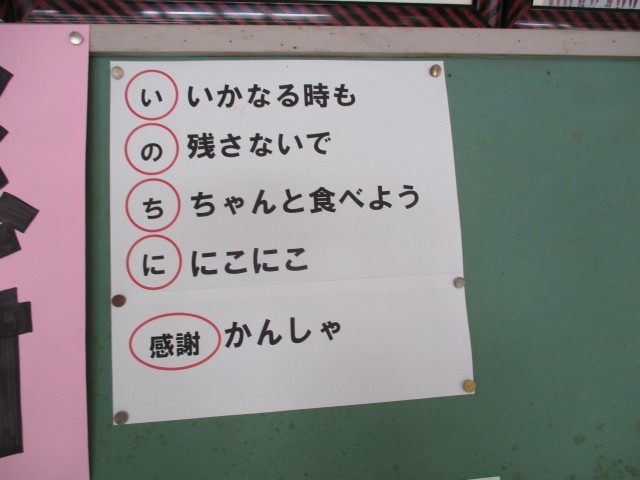 い いかなる時も
の 残さないで
ち ちゃんと食べよう
に にこにこ
感謝 かんしゃ